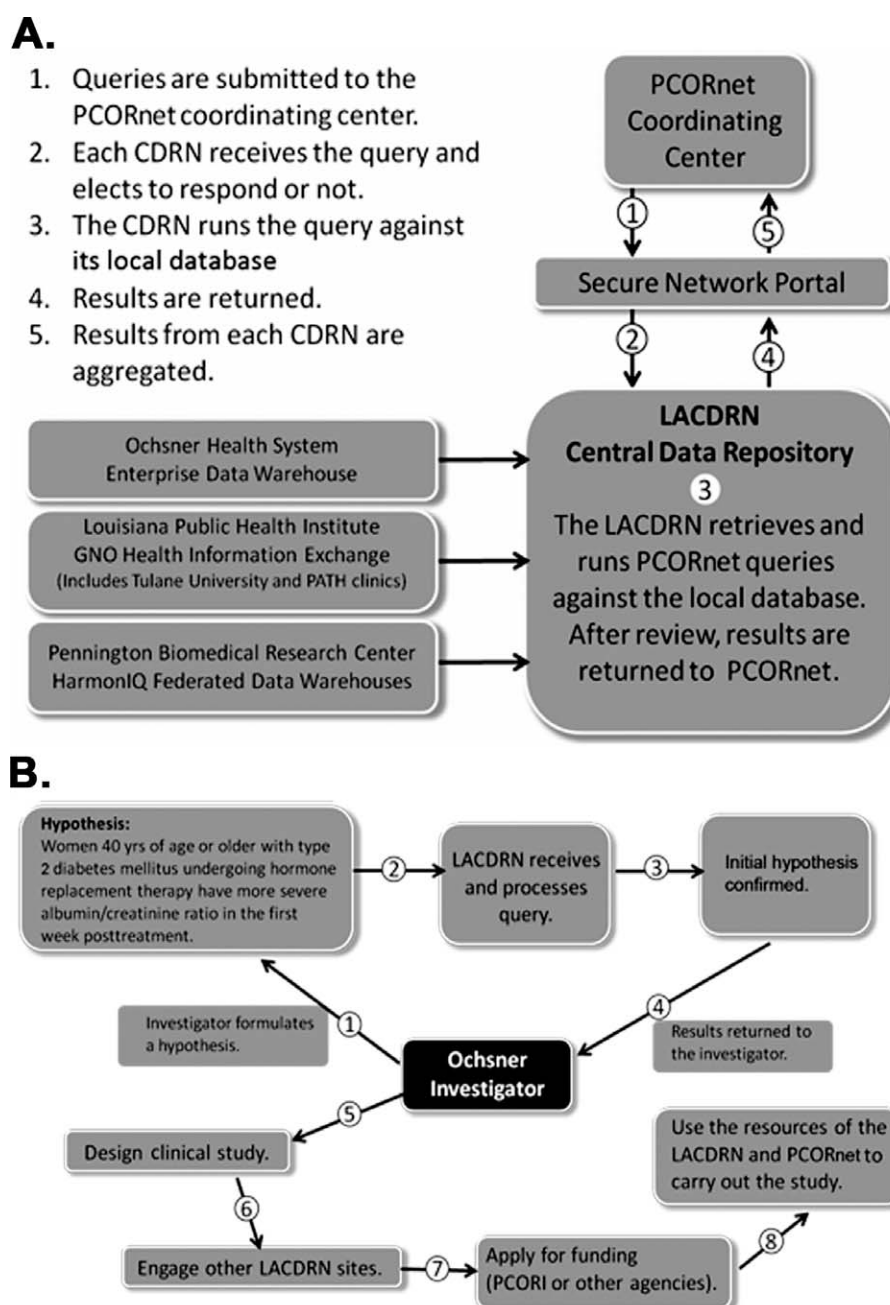 A.
1. Queries are submitted to the
PCORnet coordinating center.
2. Each CDRN receives the query and
elects to respond or not.
3. The CDRN runs the query against
its local database
4. Results are returned.
5. Results from each CDRN are
aggregated.
PCORnet
Coordinating
Center
1
5
Secure Network Portal
2
4
Ochsner Health System
Enterprise Data Warehouse
Louisiana Public Health Institute
GNO Health Information Exchange
(Includes Tulane University and PATH clinics)
Pennington Biomedical Research Center
HarmonIQ Federated Data Warehouses
LACDRN
Central Data Repository
3
The LACDRN retrieves and
runs PCORnet queries
against the local database.
After review, results are
returned to PCORnet.
B.
Hypothesis:
Women 40 yrs of age or older with type
2 diabetes mellitus undergoing hormone
replacement therapy have more severe
albumin/creatinine ratio in the first
week posttreatment.
2
LACDRN receives
and processes
query.
3
Initial hypothesis
confirmed.
Investigator formulates
a hypothesis.
1
4
Results returned to
the investigator.
Ochsner
Investigator
5
Design clinical study.
6
Engage other LACDRN sites.
7
Apply for funding
(PCORI or other agencies).
8
Use the resources of the
LACDRN and PCORnet to
carry out the study.